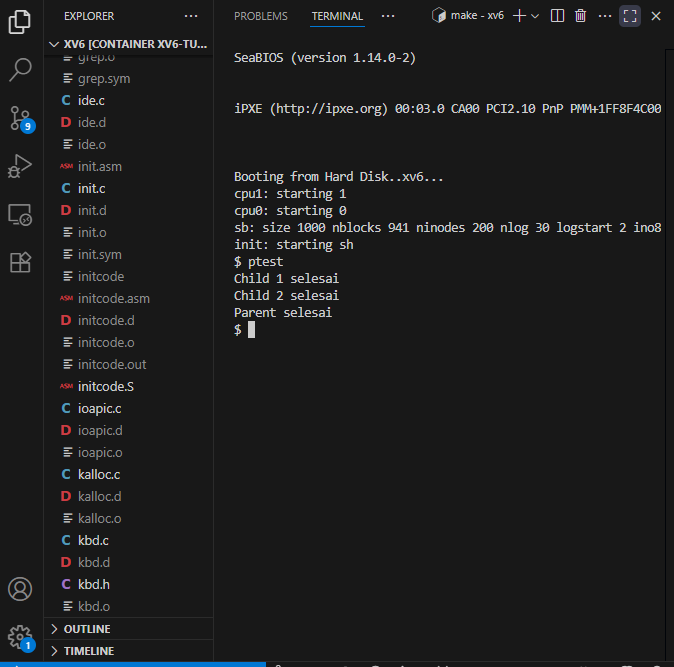 EXPLORER
XV6 [CONTAINER XV6-TU...
grep.o
grep.sym
C ide.c
D ide.d
ide.o
ASM init.asm
C init.c
D init.d
init.o
init.sym
initcode
ASM initcode.asm
D initcode.d
initcode.o
initcode.out
ASM initcode.S
C ioapic.c
D ioapic.d
ioapic.o
C kalloc.c
D kalloc.d
kalloc.o
C kbd.c
D kbd.d
C kbd.h
kbd.o
OUTLINE
TIMELINE
9
1
PROBLEMS
TERMINAL
make - xv6
SeaBIOS (version 1.14.0-2)
iPXE (http://ipxe.org) 00:03.0 CA00 PCI2.10 PnP PMM+1FF8F4C00
Booting from Hard Disk..xv6...
cpu1: starting 1
cpu0: starting 0
sb: size 1000 nblocks 941 ninodes 200 nlog 30 logstart 2 ino8
init: starting sh
$ ptest
Child 1 selesai
Child 2 selesai
Parent selesai
$